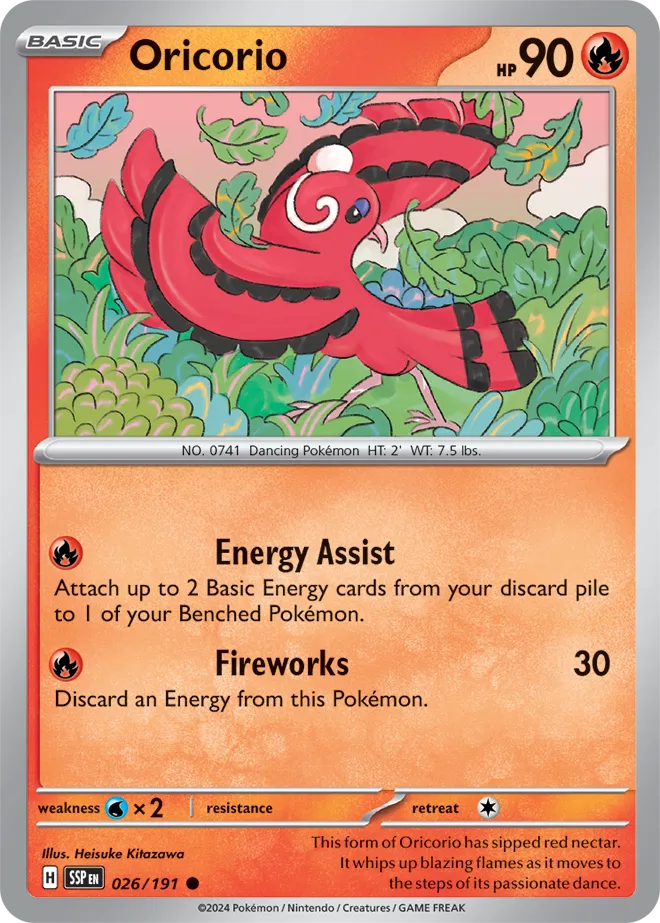 BASIC Oricorio HP 90
NO. 0741 Dancing Pokémon HT: 2' WT: 7.5 lbs.
Energy Assist
Attach up to 2 Basic Energy cards from your discard pile
to 1 of your Benched Pokémon.
Fireworks 30
Discard an Energy from this Pokémon.
weakness ×2 resistance retreat
Illus. Heisuke Kitazawa
This form of Oricorio has sipped red nectar.
It whips up blazing flames as it moves to
the steps of its passionate dance.
H SSP EN 026/191
©2024 Pokémon / Nintendo / Creatures / GAME FREAK